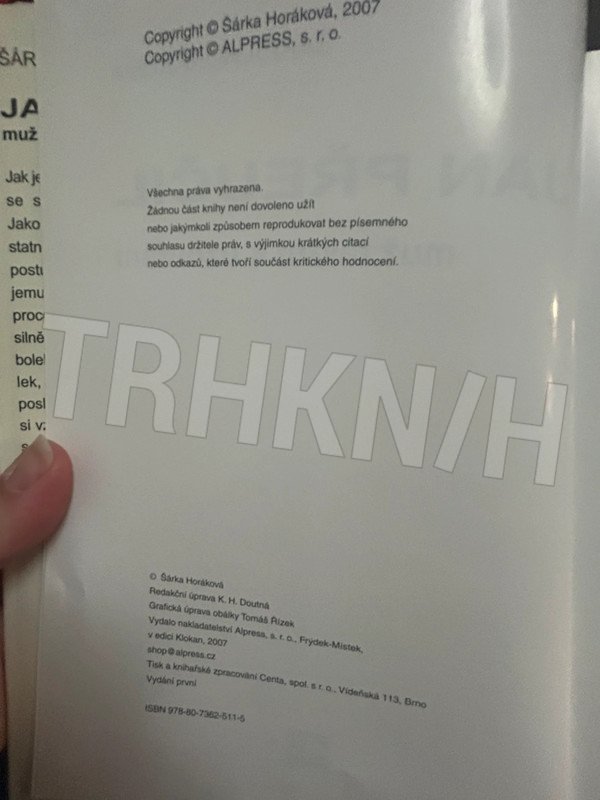 Copyright © Šárka Horáková, 2007
Copyright © ALPRESS, s. r. o.
ŠÁR
JA
muž
Jak je
se s
Jako
statn
postu
jemu
proc
silně
bolel
lek,
posl
si v
Všechna práva vyhrazena.
Žádnou část knihy není dovoleno užít
nebo jakýmkoli způsobem reprodukovat bez písemného
souhlasu držitele práv, s výjimkou krátkých citací
nebo odkazů, které tvoří součást kritického hodnocení.
TRHKN/H
© Šárka Horáková
Redakční úprava K. H. Doutná
Grafická úprava obálky Tomáš Řízek
Vydalo nakladatelství Alpress, s. r. o., Frýdek-Místek,
v edici Klokan, 2007
shop@alpress.cz
Tisk a knihařské zpracování Centa, spol. s r. o., Vídeňská 113, Brno
Vydání první
ISBN 978-80-7362-511-5